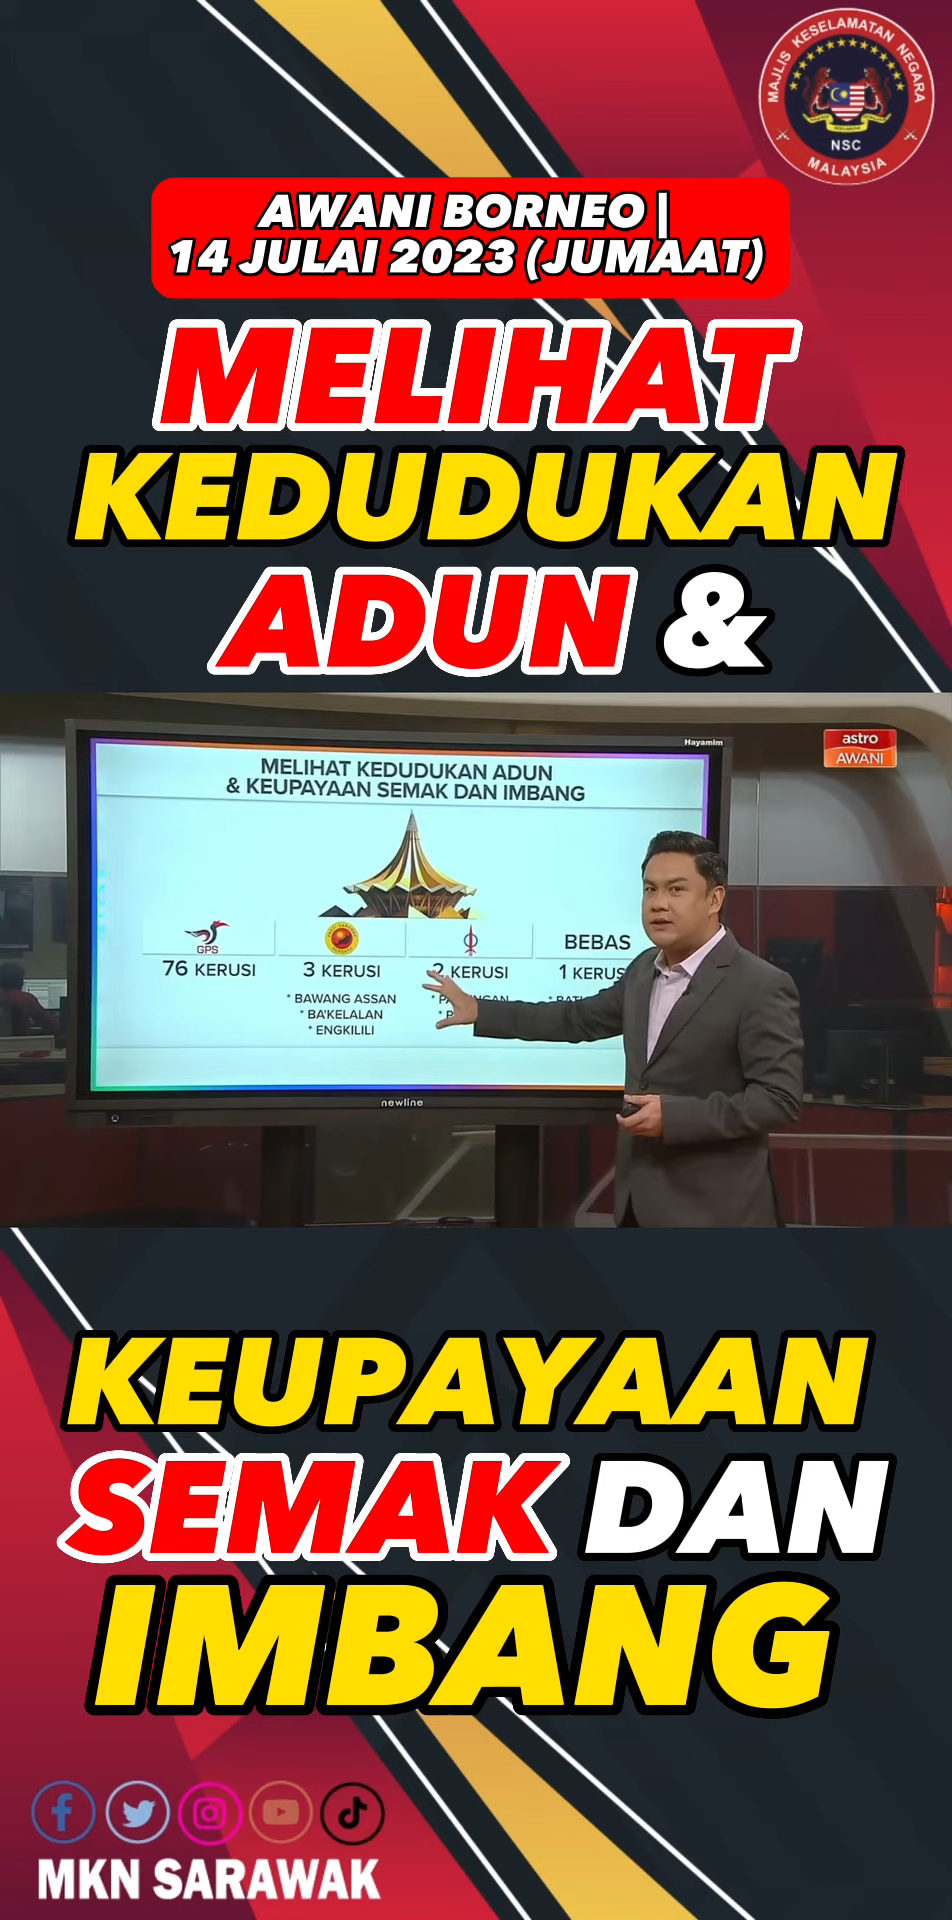 MAJLIS KESELAMATAN NEGARA
NSC
MALAYSIA
AWANI BORNEO |
14 JULAI 2023 (JUMAAT)
MELIHAT
KEDUDUKAN
ADUN &
Hayamim
astro
AWANI
MELIHAT KEDUDUKAN ADUN
& KEUPAYAAN SEMAK DAN IMBANG
GPS
BEBAS
76 KERUSI
3 KERUSI
2 KERUSI
1 KERUS
* BAWANG ASSAN
* BA'KELALAN
* ENGKILILI
newline
KEUPAYAAN
SEMAK DAN
IMBANG
MKN SARAWAK